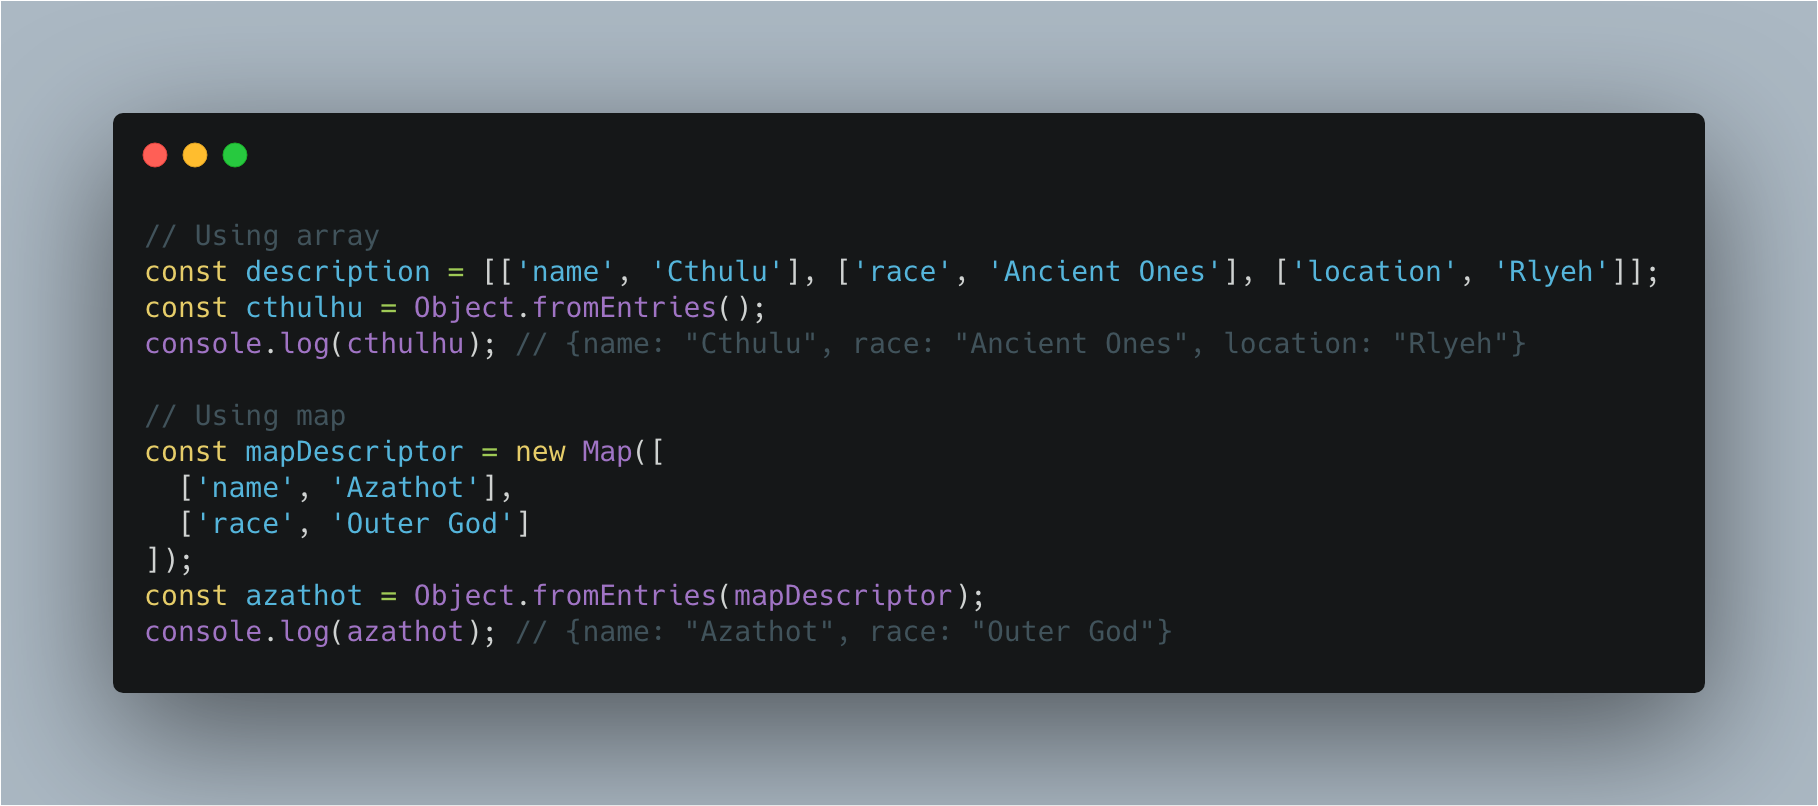 // Using array
const description = [['name', 'Cthulu'], ['race', 'Ancient Ones'], ['location', 'Rlyeh']];
const cthulhu = Object.fromEntries();
console.log(cthulhu); // {name: "Cthulu", race: "Ancient Ones", location: "Rlyeh"}

// Using map
const mapDescriptor = new Map([
  ['name', 'Azathot'],
  ['race', 'Outer God']
]);
const azathot = Object.fromEntries(mapDescriptor);
console.log(azathot); // {name: "Azathot", race: "Outer God"}